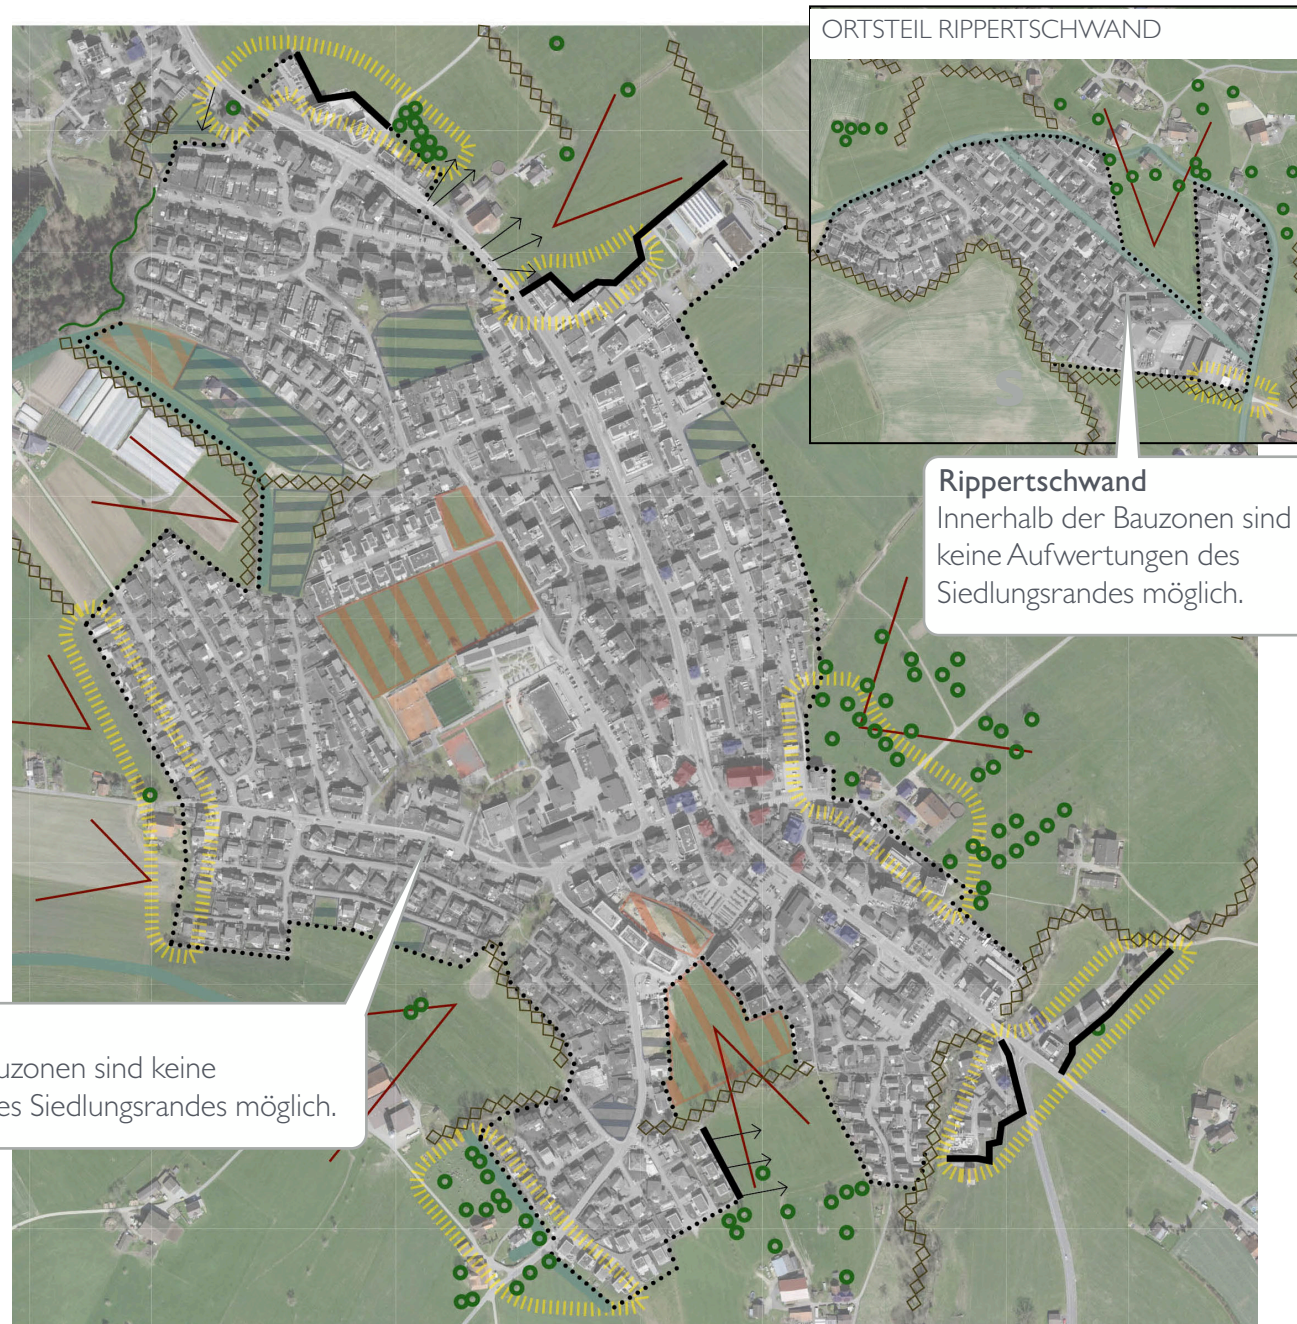 ORTSTEIL RIPPERTSCHWAND
Rippertschwand
Innerhalb der Bauzonen sind
keine Aufwertungen des
Siedlungsrandes möglich.
uzonen sind keine
es Siedlungsrandes möglich.